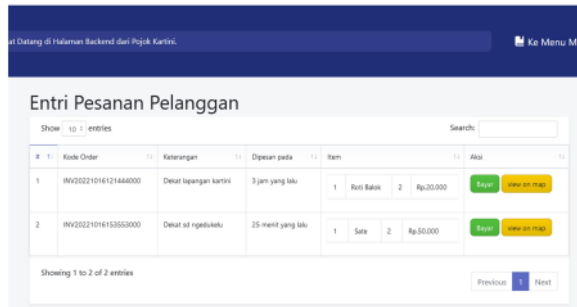 at Datang di Halaman Backend dari Pojok Kartini.
Ke Menu M
Entri Pesanan Pelanggan
Show 10 entries
Search:
# Kode Order Keterangan Dipesan pada Item Aksi
1 INV20221016121444000 Dekat lapangan kartini 3 jam yang lalu 1 Roti Balok 2 Rp.20,000 Bayar view on map
2 INV20221016153553000 Dekat sd ngedukelu 25 menit yang lalu 1 Sate 2 Rp.50,000 Bayar view on map
Showing 1 to 2 of 2 entries
Previous 1 Next